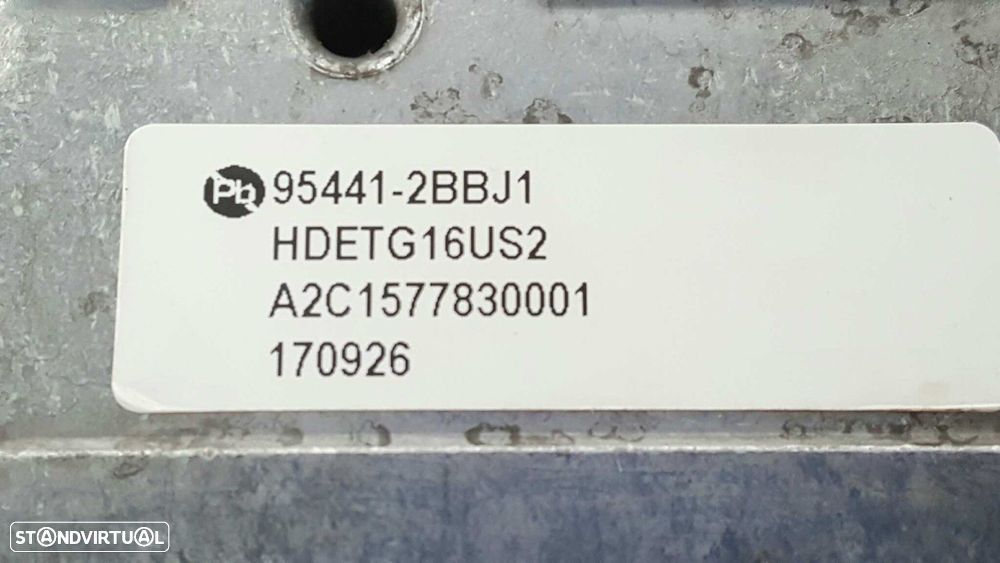 Pb 95441-2BBJ1
HDETG16US2
A2C1577830001
170926
STANDVIRTUAL